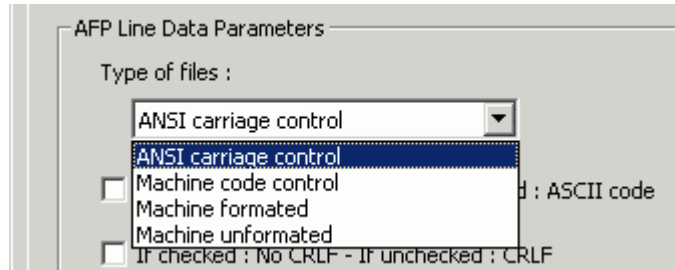 AFP Line Data Parameters
Type of files :
ANSI carriage control
ANSI carriage control
Machine code control
Machine formated
Machine unformated
: ASCII code
If checked : No CRLF - If unchecked : CRLF